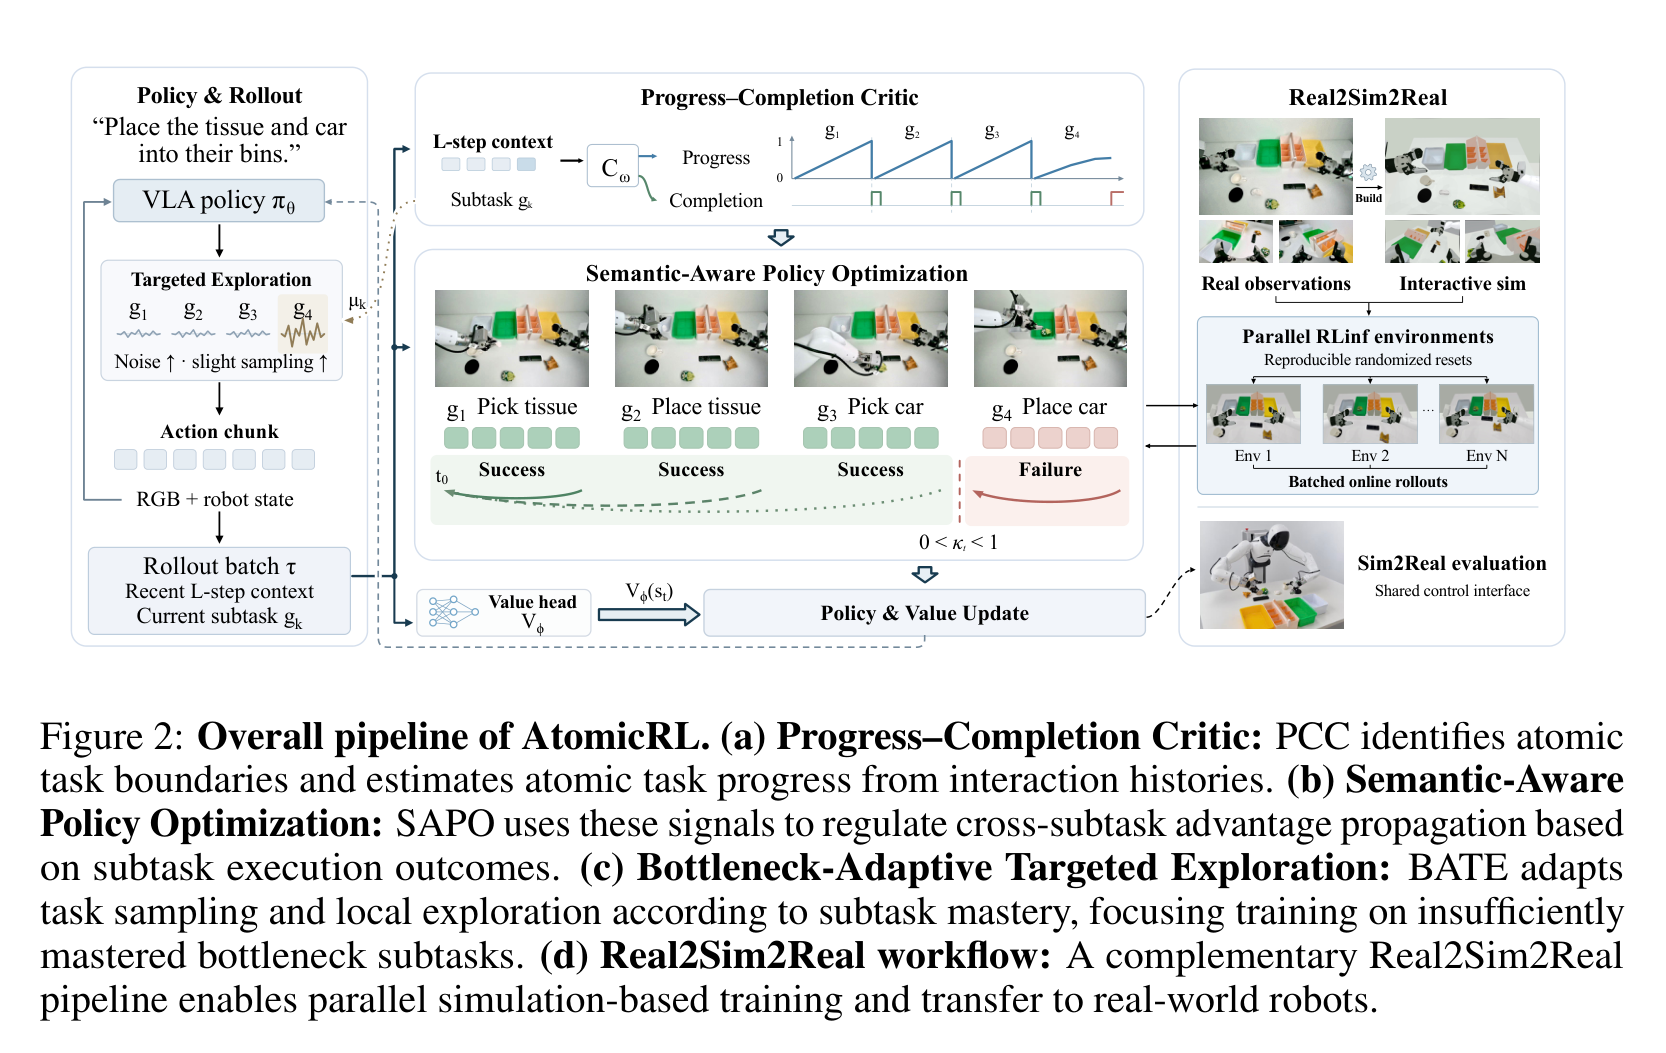 Policy & Rollout
“Place the tissue and car
into their bins.”
VLA policy πθ
Targeted Exploration
g1 g2 g3 g4
μk
Noise ↑ · slight sampling ↑
Action chunk
RGB + robot state
Rollout batch τ
Recent L-step context
Current subtask gk
Progress–Completion Critic
L-step context
Subtask gk
Cω
Progress
Completion
1
0
g1 g2 g3 g4
Semantic-Aware Policy Optimization
g1 Pick tissue
g2 Place tissue
g3 Pick car
g4 Place car
t0
Success
Success
Success
Failure
0 < κt < 1
Value head
Vϕ
Vϕ(st)
Policy & Value Update
Real2Sim2Real
Build
Real observations
Interactive sim
Parallel RLinf environments
Reproducible randomized resets
...
Env 1
Env 2
Env N
Batched online rollouts
Sim2Real evaluation
Shared control interface
Figure 2: Overall pipeline of AtomicRL. (a) Progress–Completion Critic: PCC identifies atomic
task boundaries and estimates atomic task progress from interaction histories. (b) Semantic-Aware
Policy Optimization: SAPO uses these signals to regulate cross-subtask advantage propagation based
on subtask execution outcomes. (c) Bottleneck-Adaptive Targeted Exploration: BATE adapts
task sampling and local exploration according to subtask mastery, focusing training on insufficiently
mastered bottleneck subtasks. (d) Real2Sim2Real workflow: A complementary Real2Sim2Real
pipeline enables parallel simulation-based training and transfer to real-world robots.